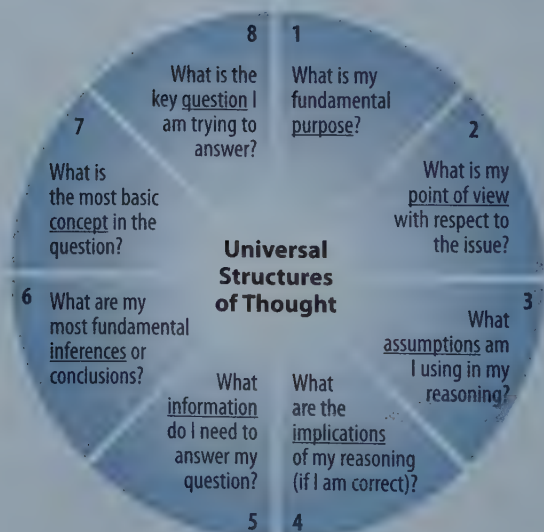 Universal
Structures
of Thought
1
What is my
fundamental
purpose?
2
What is my
point of view
with respect to
the issue?
3
What
assumptions am
I using in my
reasoning?
4
What
are the
implications
of my reasoning
(if I am correct)?
5
What
information
do I need to
answer my
question?
6
What are my
most fundamental
inferences or
conclusions?
7
What is
the most basic
concept in the
question?
8
What is the
key question I
am trying to
answer?